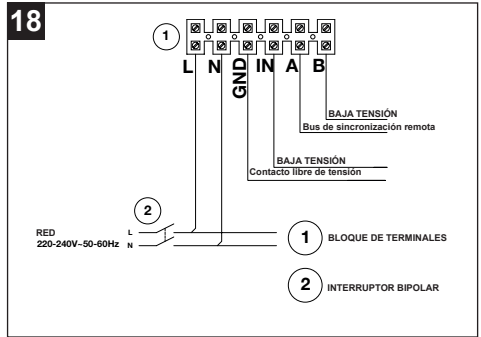 18
1
L N GND IN A B
BAJA TENSIÓN
Bus de sincronización remota
BAJA TENSIÓN
Contacto libre de tensión
2
RED L
220-240V~50-60Hz N
1 BLOQUE DE TERMINALES
2 INTERRUPTOR BIPOLAR